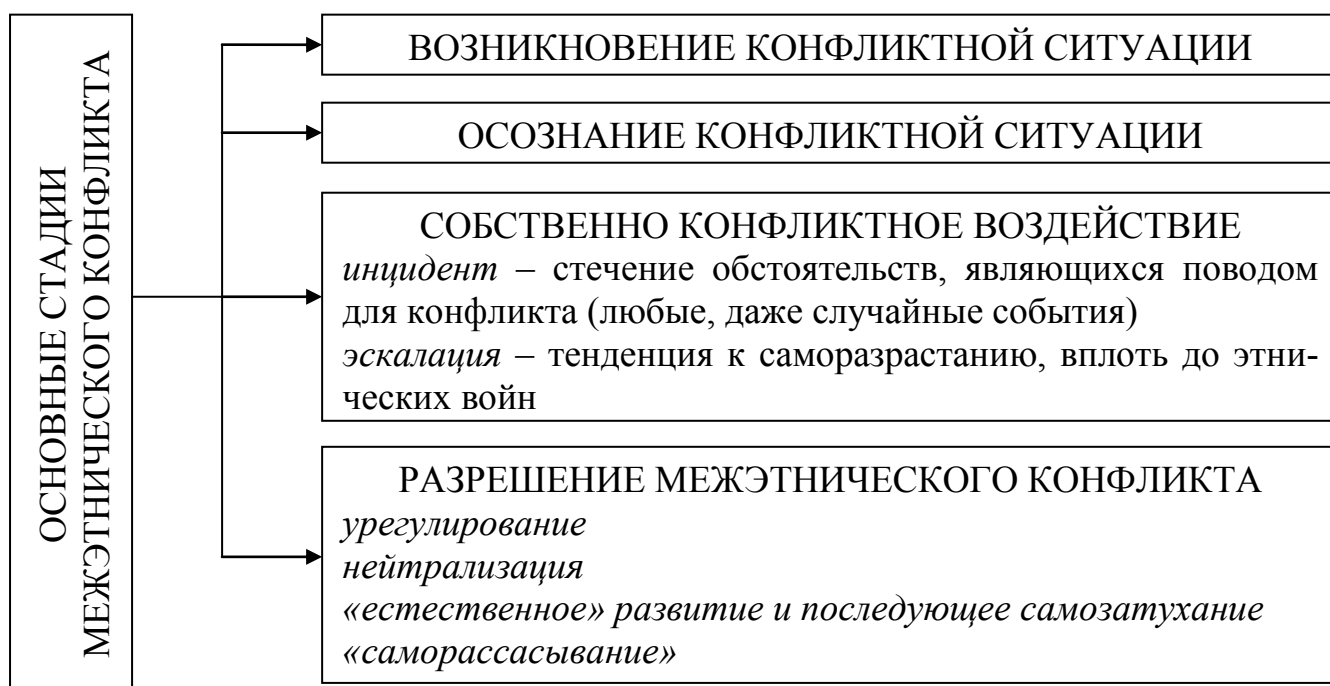 ОСНОВНЫЕ СТАДИИ
МЕЖЭТНИЧЕСКОГО КОНФЛИКТА
ВОЗНИКНОВЕНИЕ КОНФЛИКТНОЙ СИТУАЦИИ
ОСОЗНАНИЕ КОНФЛИКТНОЙ СИТУАЦИИ
СОБСТВЕННО КОНФЛИКТНОЕ ВОЗДЕЙСТВИЕ
инцидент – стечение обстоятельств, являющихся поводом
для конфликта (любые, даже случайные события)
эскалация – тенденция к саморазрастанию, вплоть до этни-
ческих войн
РАЗРЕШЕНИЕ МЕЖЭТНИЧЕСКОГО КОНФЛИКТА
урегулирование
нейтрализация
«естественное» развитие и последующее самозатухание
«саморассасывание»